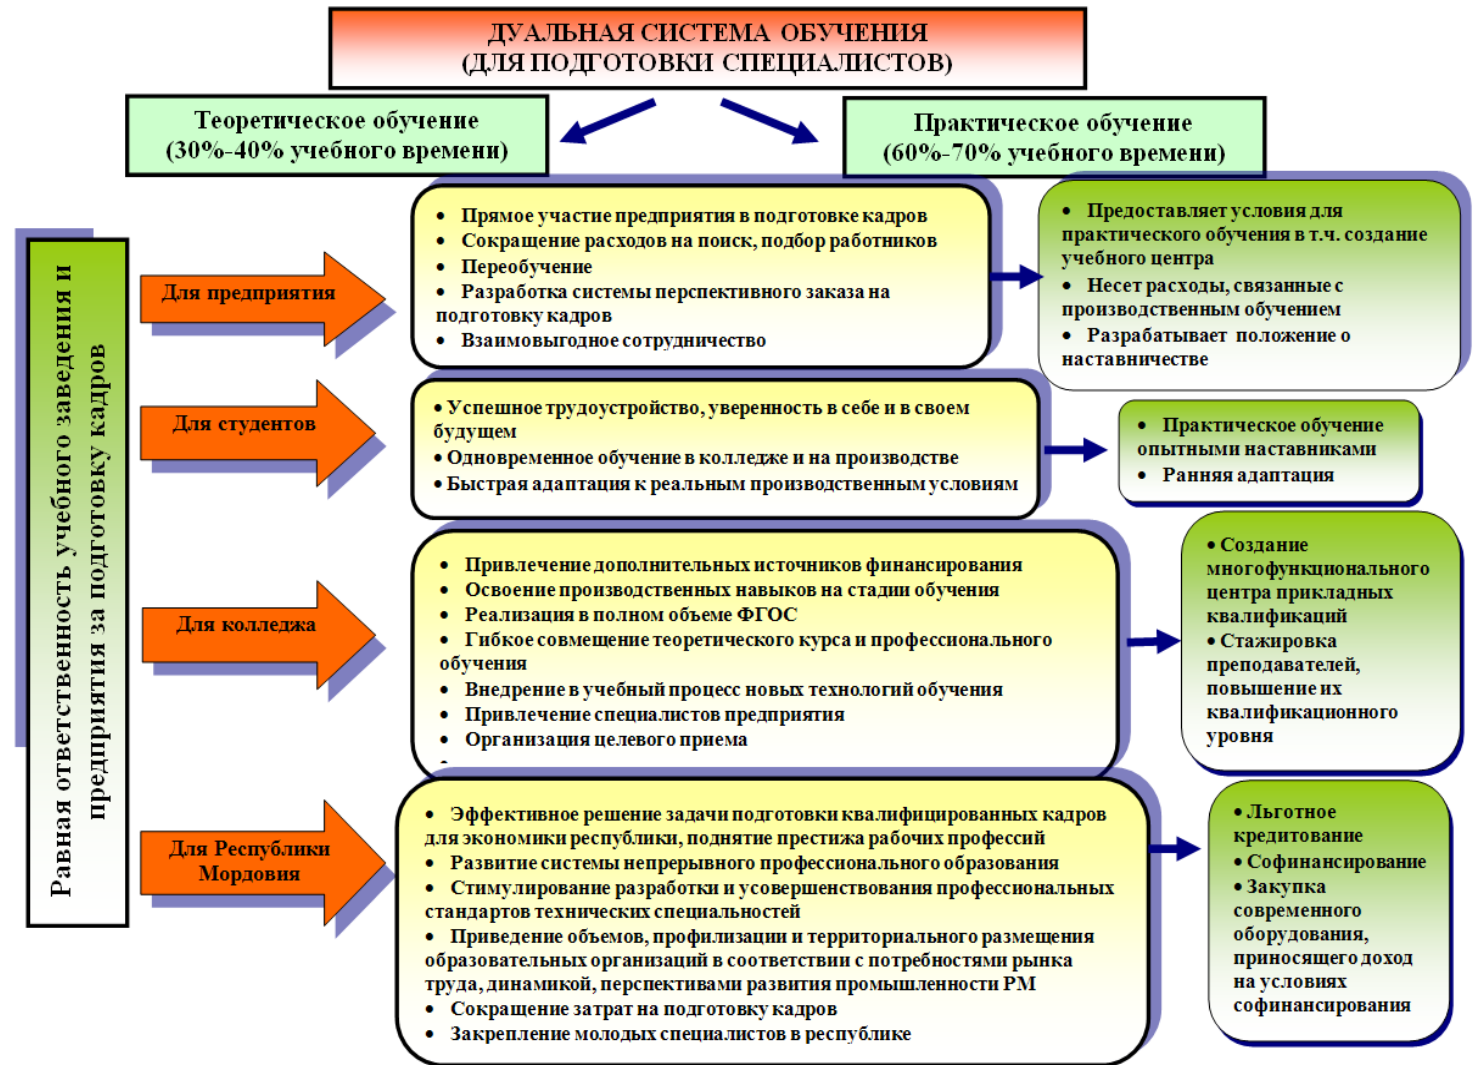 ДУАЛЬНАЯ СИСТЕМА ОБУЧЕНИЯ
(ДЛЯ ПОДГОТОВКИ СПЕЦИАЛИСТОВ)
Теоретическое обучение
(30%-40% учебного времени)
Практическое обучение
(60%-70% учебного времени)
Равная ответственность учебного заведения и
предприятия за подготовку кадров
Для предприятия
• Прямое участие предприятия в подготовке кадров
• Сокращение расходов на поиск, подбор работников
• Переобучение
• Разработка системы перспективного заказа на
подготовку кадров
• Взаимовыгодное сотрудничество
• Предоставляет условия для
практического обучения в т.ч. создание
учебного центра
• Несет расходы, связанные с
производственным обучением
• Разрабатывает положение о
наставничестве
Для студентов
• Успешное трудоустройство, уверенность в себе и в своем
будущем
• Одновременное обучение в колледже и на производстве
• Быстрая адаптация к реальным производственным условиям
• Практическое обучение
опытными наставниками
• Ранняя адаптация
Для колледжа
• Привлечение дополнительных источников финансирования
• Освоение производственных навыков на стадии обучения
• Реализация в полном объеме ФГОС
• Гибкое совмещение теоретического курса и профессионального
обучения
• Внедрение в учебный процесс новых технологий обучения
• Привлечение специалистов предприятия
• Организация целевого приема
• Создание
многофункционального
центра прикладных
квалификаций
• Стажировка
преподавателей,
повышение их
квалификационного
уровня
Для Республики
Мордовия
• Эффективное решение задачи подготовки квалифицированных кадров
для экономики республики, поднятие престижа рабочих профессий
• Развитие системы непрерывного профессионального образования
• Стимулирование разработки и усовершенствования профессиональных
стандартов технических специальностей
• Приведение объемов, профилизации и территориального размещения
образовательных организаций в соответствии с потребностями рынка
труда, динамикой, перспективами развития промышленности РМ
• Сокращение затрат на подготовку кадров
• Закрепление молодых специалистов в республике
• Льготное
кредитование
• Софинансирование
• Закупка
современного
оборудования,
приносящего доход
на условиях
софинансирования